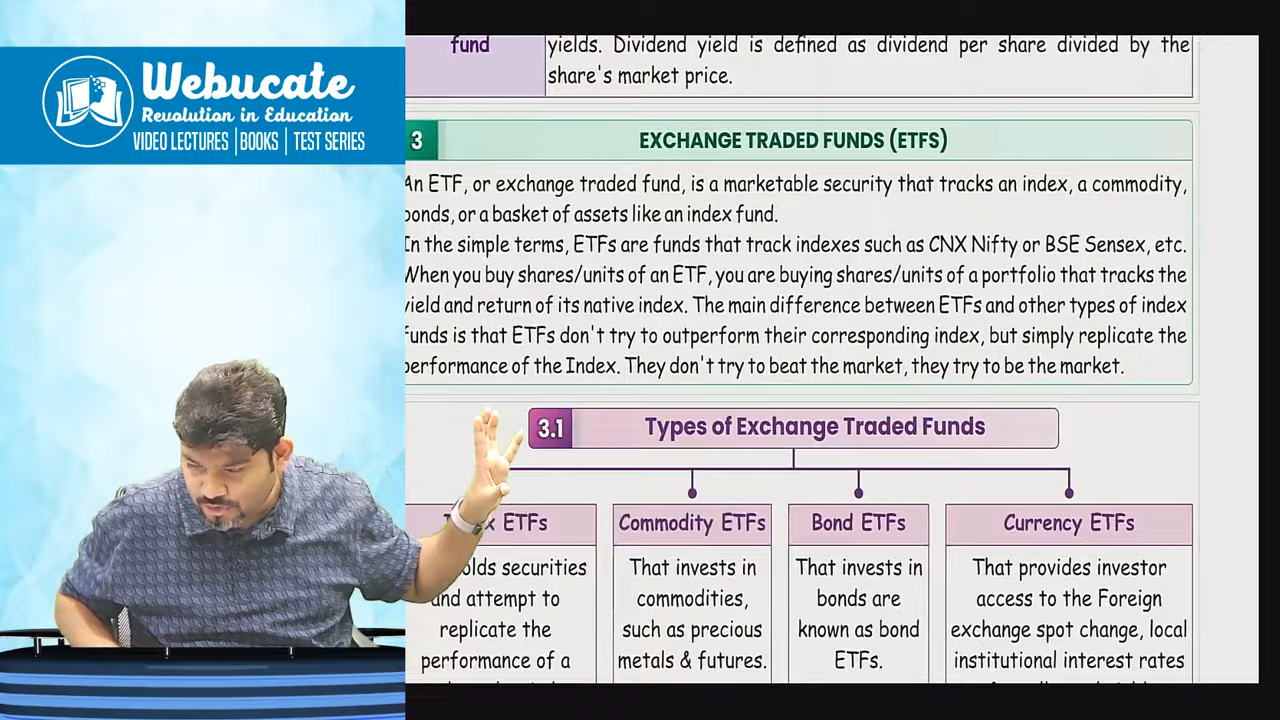 Webucate
Revolution in Education
VIDEO LECTURES | BOOKS | TEST SERIES
fund
yields. Dividend yield is defined as dividend per share divided by the
share's market price.
3
EXCHANGE TRADED FUNDS (ETFS)
An ETF, or exchange traded fund, is a marketable security that tracks an index, a commodity,
bonds, or a basket of assets like an index fund.
In the simple terms, ETFs are funds that track indexes such as CNX Nifty or BSE Sensex, etc.
When you buy shares/units of an ETF, you are buying shares/units of a portfolio that tracks the
yield and return of its native index. The main difference between ETFs and other types of index
funds is that ETFs don't try to outperform their corresponding index, but simply replicate the
performance of the Index. They don't try to beat the market, they try to be the market.
3.1
Types of Exchange Traded Funds
ETFs
securities
and attempt to
replicate the
performance of a
Commodity ETFs
That invests in
commodities,
such as precious
metals & futures.
Bond ETFs
That invests in
bonds are
known as bond
ETFs.
Currency ETFs
That provides investor
access to the Foreign
exchange spot change, local
institutional interest rates